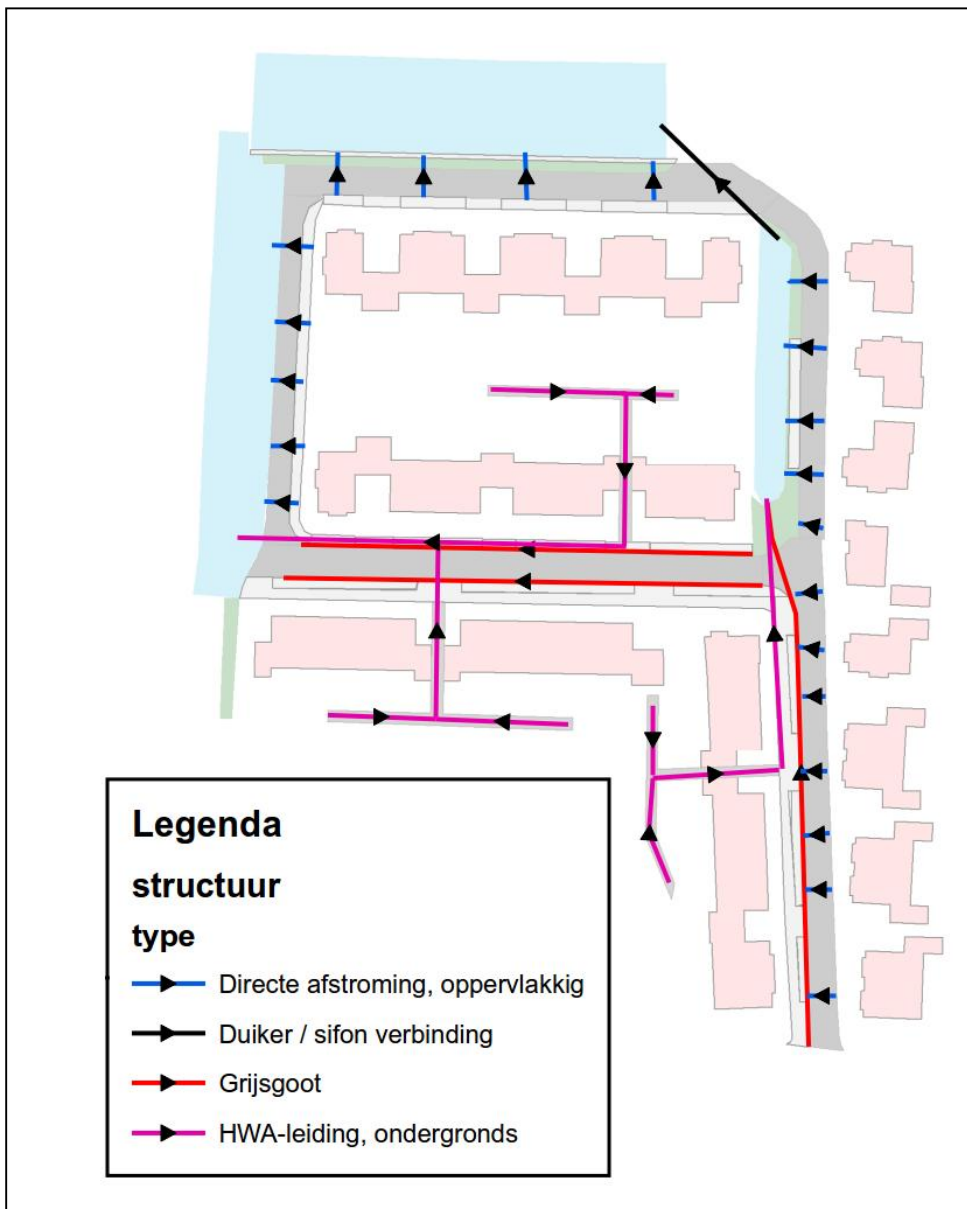 Legenda
structuur
type
Directe afstroming, oppervlakkig
Duiker / sifon verbinding
Grijsgoot
HWA-leiding, ondergronds